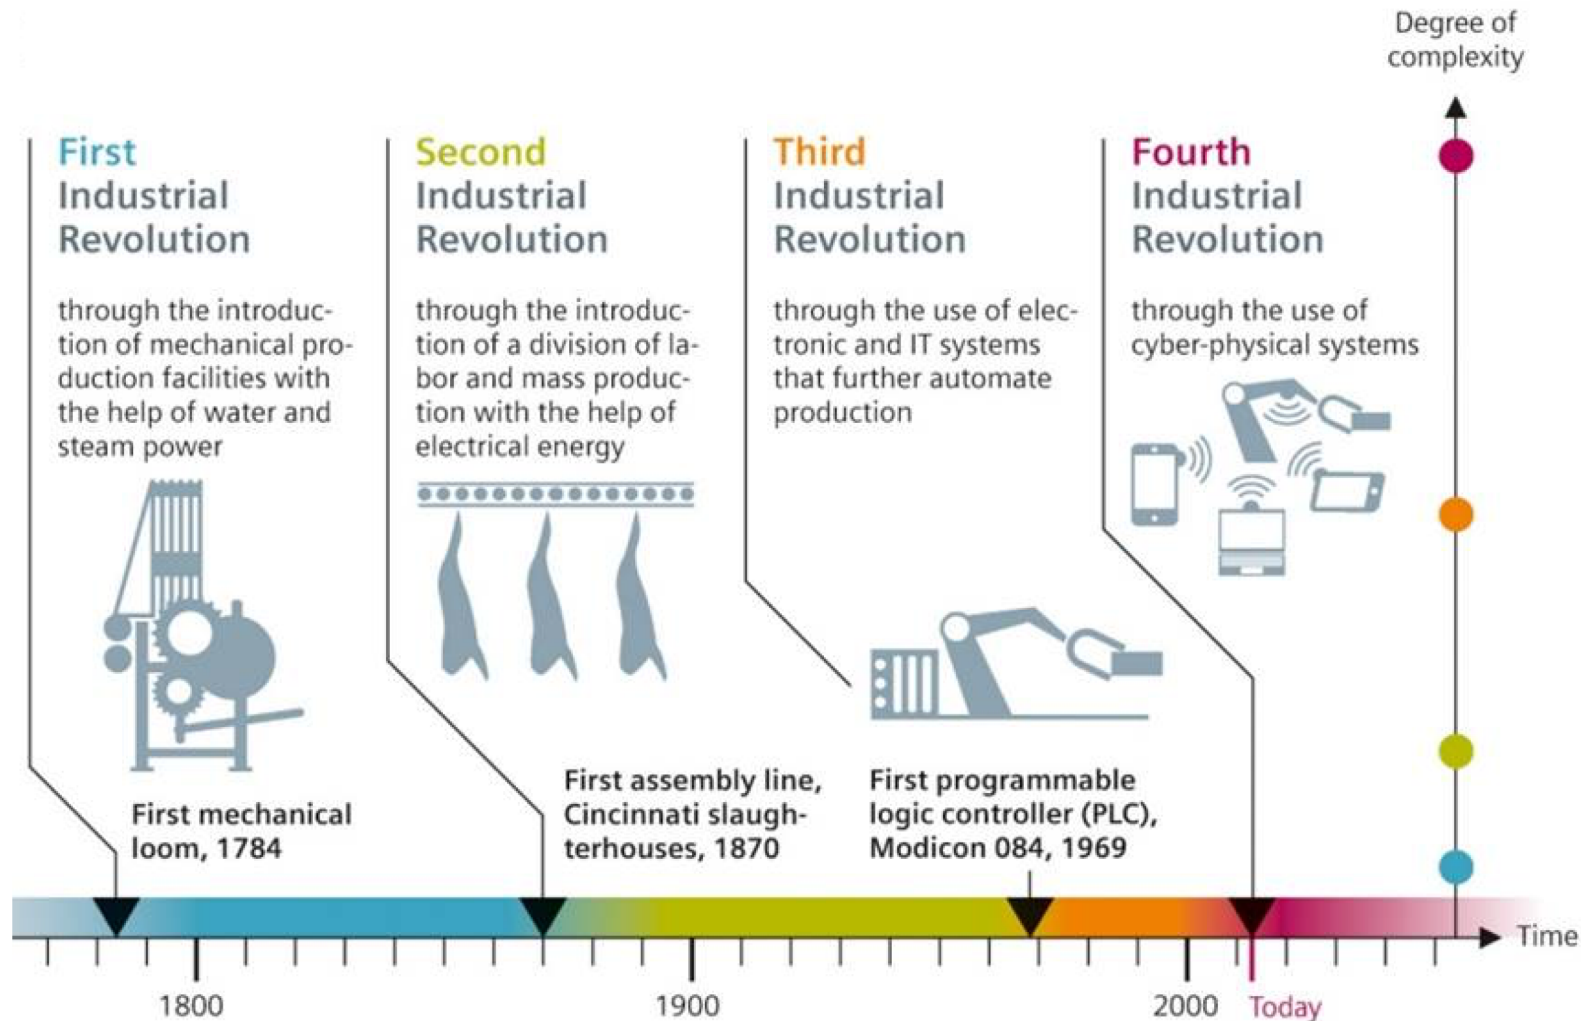 Degree of
complexity
First
Industrial
Revolution
through the introduc-
tion of mechanical pro-
duction facilities with
the help of water and
steam power
First mechanical
loom, 1784
Second
Industrial
Revolution
through the introduc-
tion of a division of la-
bor and mass produc-
tion with the help of
electrical energy
First assembly line,
Cincinnati slaugh-
terhouses, 1870
Third
Industrial
Revolution
through the use of elec-
tronic and IT systems
that further automate
production
First programmable
logic controller (PLC),
Modicon 084, 1969
Fourth
Industrial
Revolution
through the use of
cyber-physical systems
Time
1800
1900
2000
Today